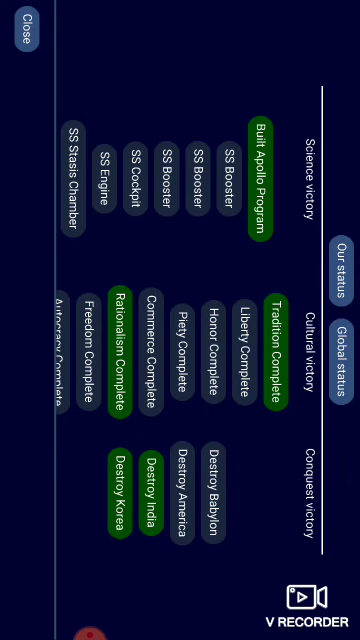 Our status
Global status
Science victory
Cultural victory
Conquest victory
Built Apollo Program
SS Booster
SS Booster
SS Booster
SS Cockpit
SS Engine
SS Stasis Chamber
Tradition Complete
Liberty Complete
Honor Complete
Piety Complete
Commerce Complete
Rationalism Complete
Freedom Complete
Autocracy Complete
Destroy Babylon
Destroy America
Destroy India
Destroy Korea
Close
V RECORDER